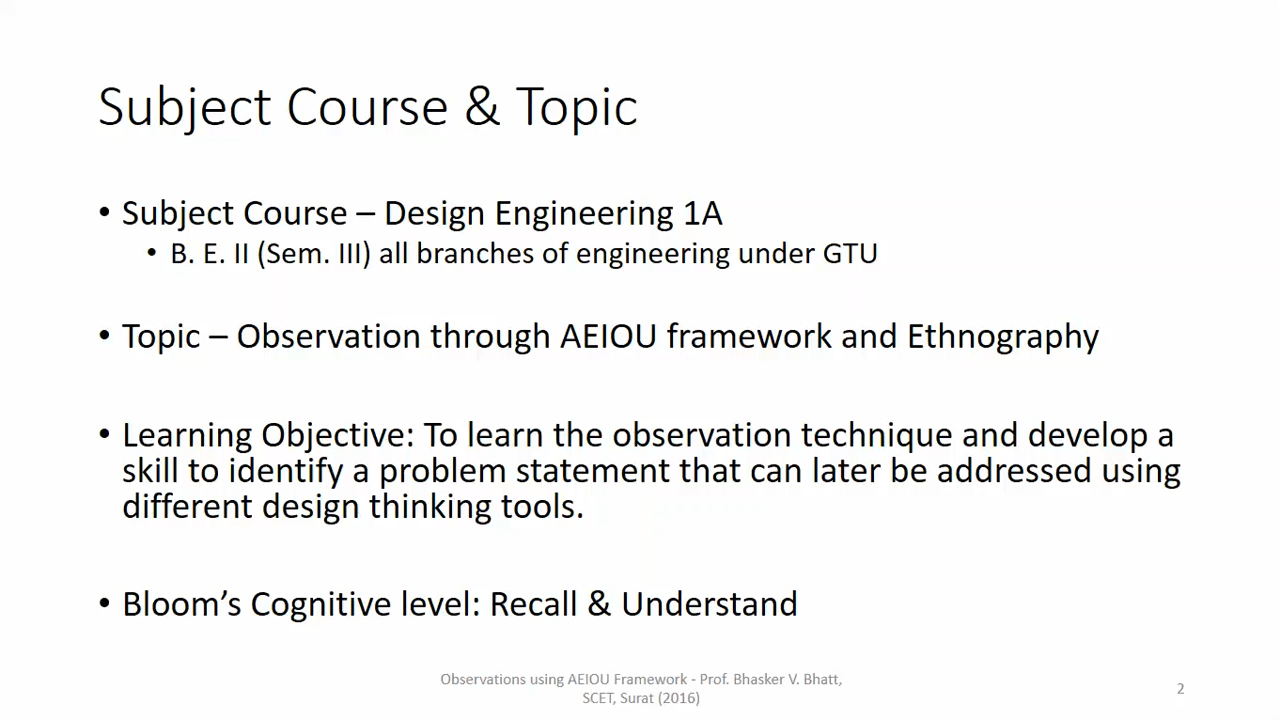 Subject Course & Topic
• Subject Course – Design Engineering 1A
• B. E. II (Sem. III) all branches of engineering under GTU
• Topic – Observation through AEIOU framework and Ethnography
• Learning Objective: To learn the observation technique and develop a
skill to identify a problem statement that can later be addressed using
different design thinking tools.
• Bloom’s Cognitive level: Recall & Understand
Observations using AEIOU Framework - Prof. Bhasker V. Bhatt,
SCET, Surat (2016)
2